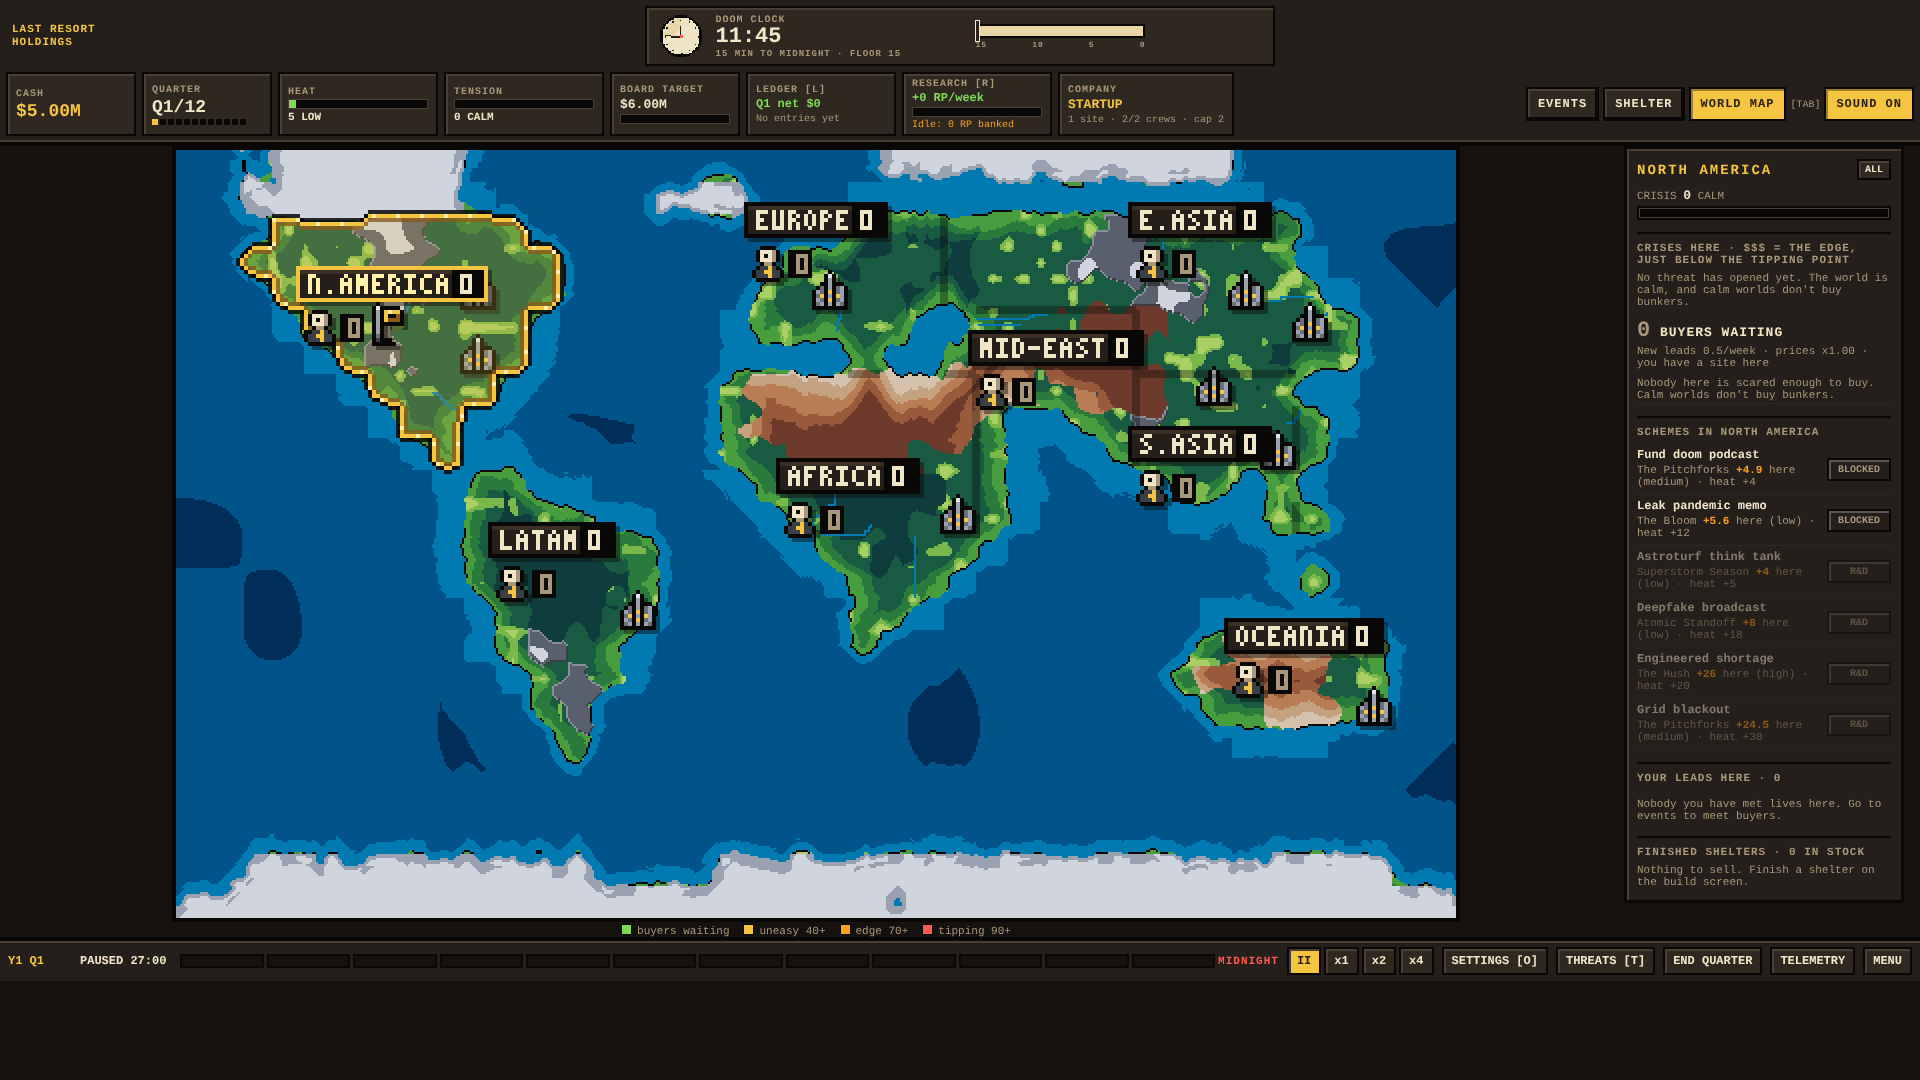 LAST RESORT
HOLDINGS
DOOM CLOCK
11:45
15 MIN TO MIDNIGHT · FLOOR 15
15 10 5 0
CASH
$5.00M
QUARTER
Q1/12
HEAT
5 LOW
TENSION
0 CALM
BOARD TARGET
$6.00M
LEDGER [L]
Q1 net $0
No entries yet
RESEARCH [R]
+0 RP/week
Idle: 0 RP banked
COMPANY
STARTUP
1 site · 2/2 crews · cap 2
EVENTS
SHELTER
WORLD MAP
[TAB]
SOUND ON
EUROPE 0
0
E.ASIA 0
0
N.AMERICA 0
0
MID-EAST 0
0
S.ASIA 0
0
AFRICA 0
0
LATAM 0
0
OCEANIA 0
0
buyers waiting
uneasy 40+
edge 70+
tipping 90+
NORTH AMERICA
ALL
CRISIS 0 CALM
CRISES HERE · $$$ = THE EDGE,
JUST BELOW THE TIPPING POINT
No threat has opened yet. The world is
calm, and calm worlds don't buy
bunkers.
0 BUYERS WAITING
New leads 0.5/week · prices x1.00 ·
you have a site here
Nobody here is scared enough to buy.
Calm worlds don't buy bunkers.
SCHEMES IN NORTH AMERICA
Fund doom podcast
The Pitchforks +4.9 here
(medium) · heat +4
BLOCKED
Leak pandemic memo
The Bloom +5.6 here (low) ·
heat +12
BLOCKED
Astroturf think tank
Superstorm Season +4 here
(low) · heat +5
R&D
Deepfake broadcast
Atomic Standoff +8 here
(low) · heat +18
R&D
Engineered shortage
The Hush +26 here (high) ·
heat +20
R&D
Grid blackout
The Pitchforks +24.5 here
(medium) · heat +30
R&D
YOUR LEADS HERE · 0
Nobody you have met lives here. Go to
events to meet buyers.
FINISHED SHELTERS · 0 IN STOCK
Nothing to sell. Finish a shelter on
the build screen.
Y1 Q1
PAUSED 27:00
MIDNIGHT
II
x1
x2
x4
SETTINGS [O]
THREATS [T]
END QUARTER
TELEMETRY
MENU